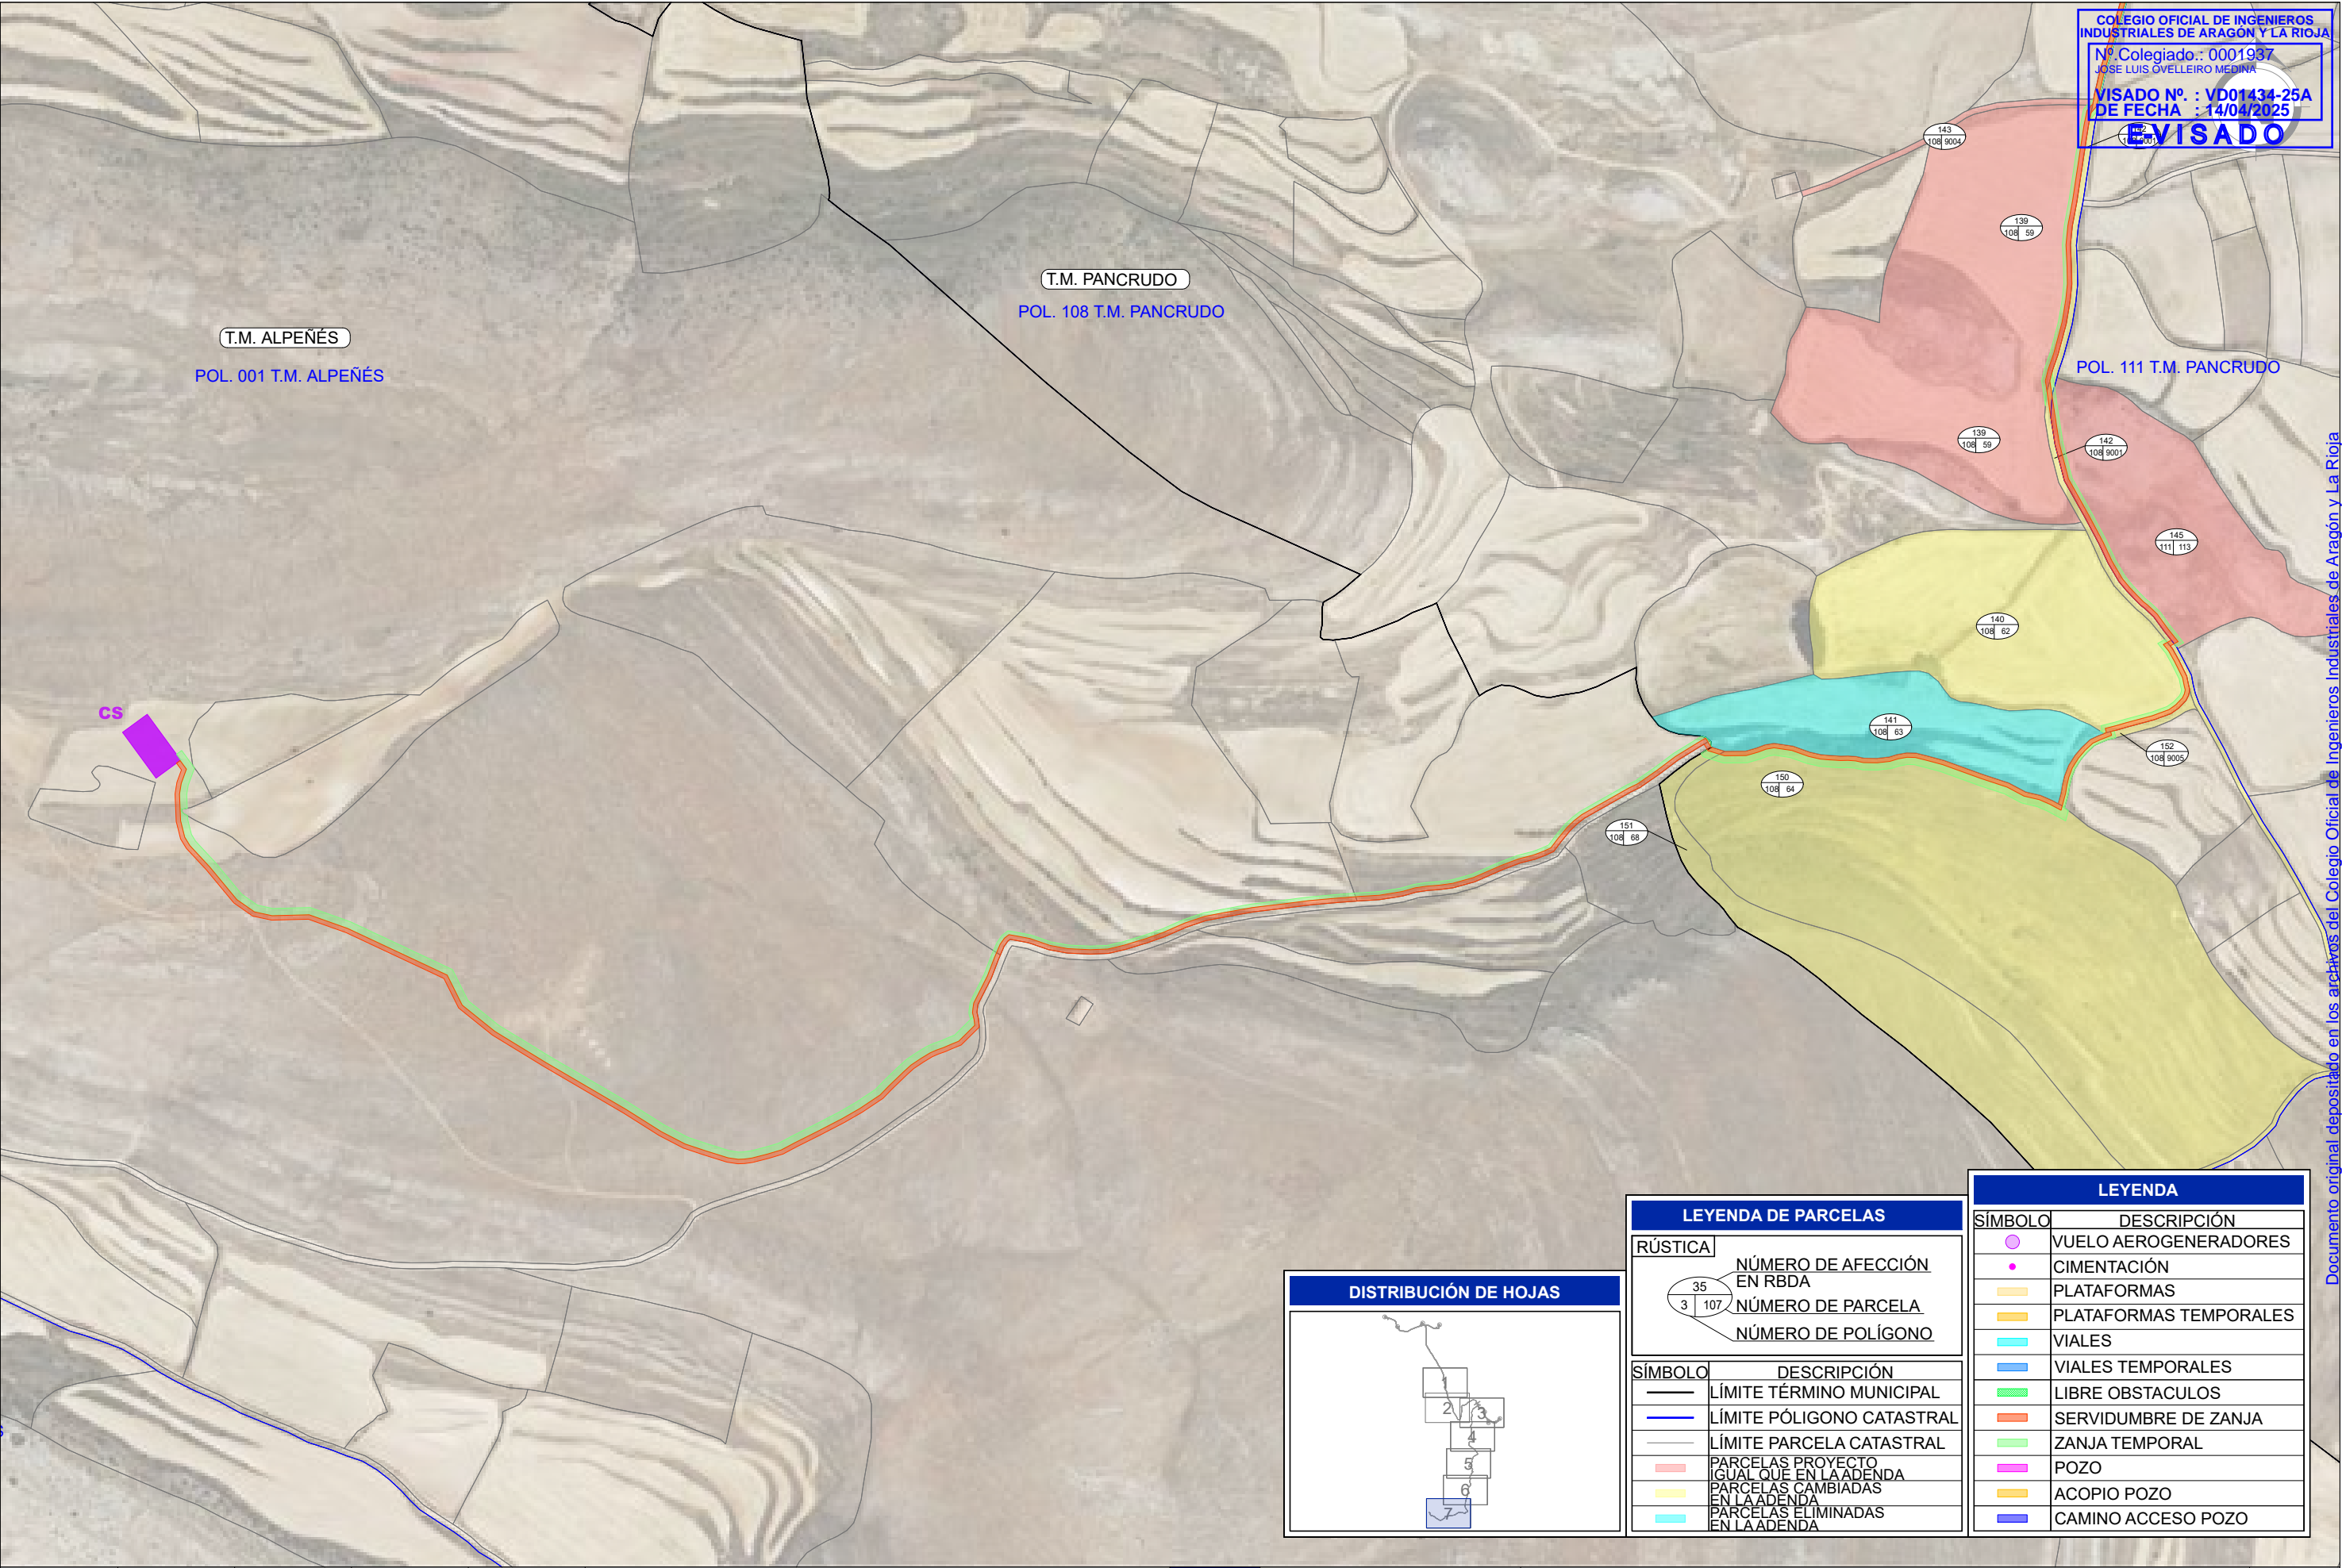 COLEGIO OFICIAL DE INGENIEROS
INDUSTRIALES DE ARAGÓN Y LA RIOJA
Nº.Colegiado.: 0001937
JOSE LUIS OVELLEIRO MEDINA
VISADO Nº. : VD01434-25A
DE FECHA : 14/04/2025
E-VISADO
143
108 9004
139
108 59
T.M. PANCRUDO
POL. 108 T.M. PANCRUDO
T.M. ALPEÑÉS
POL. 001 T.M. ALPEÑÉS
POL. 111 T.M. PANCRUDO
139
108 59
142
108 9001
145
111 113
140
108 62
CS
141
108 63
152
108 9005
150
108 64
151
108 68
Documento original depositado en los archivos del Colegio Oficial de Ingenieros Industriales de Aragón y La Rioja
DISTRIBUCIÓN DE HOJAS
1
2
3
4
5
6
7
LEYENDA DE PARCELAS
RÚSTICA
35
3 107
NÚMERO DE AFECCIÓN
EN RBDA
NÚMERO DE PARCELA
NÚMERO DE POLÍGONO
SÍMBOLO DESCRIPCIÓN
LÍMITE TÉRMINO MUNICIPAL
LÍMITE PÓLIGONO CATASTRAL
LÍMITE PARCELA CATASTRAL
PARCELAS PROYECTO
IGUAL QUE EN LA ADENDA
PARCELAS CAMBIADAS
EN LA ADENDA
PARCELAS ELIMINADAS
EN LA ADENDA
LEYENDA
SÍMBOLO DESCRIPCIÓN
VUELO AEROGENERADORES
CIMENTACIÓN
PLATAFORMAS
PLATAFORMAS TEMPORALES
VIALES
VIALES TEMPORALES
LIBRE OBSTACULOS
SERVIDUMBRE DE ZANJA
ZANJA TEMPORAL
POZO
ACOPIO POZO
CAMINO ACCESO POZO